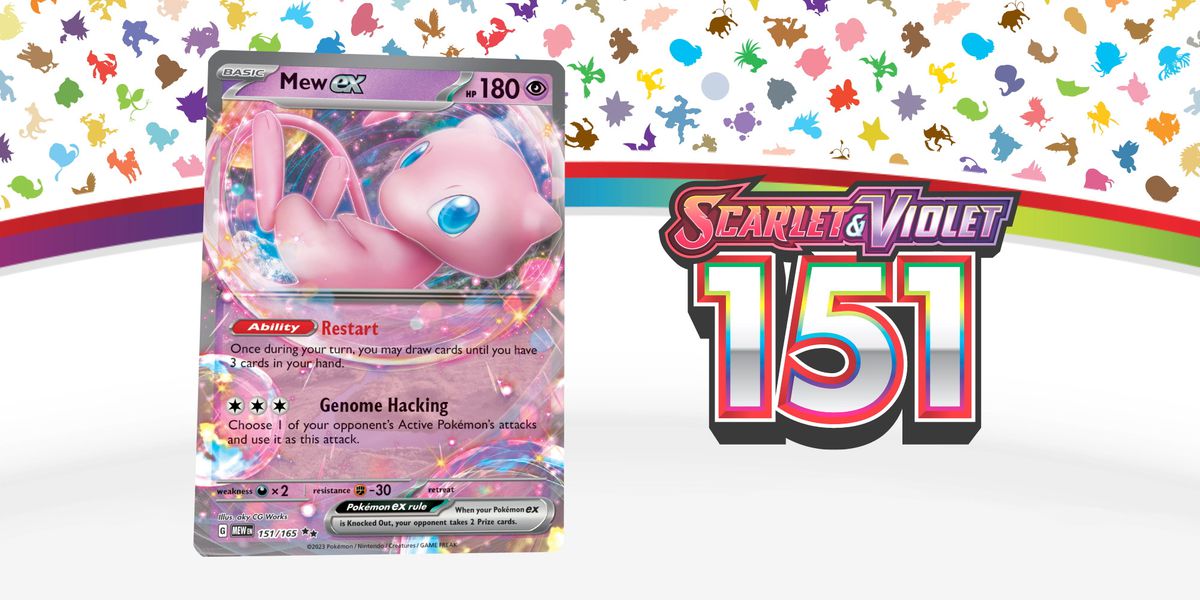 BASIC
Mew ex
HP 180
Ability Restart
Once during your turn, you may draw cards until you have
3 cards in your hand.
Genome Hacking
Choose 1 of your opponent's Active Pokémon's attacks
and use it as this attack.
weakness ×2 resistance -30 retreat
Pokémon ex rule When your Pokémon ex
is Knocked Out, your opponent takes 2 Prize cards.
Illus. aky CG Works
G MEW EN 151/165
©2023 Pokémon / Nintendo / Creatures / GAME FREAK
SCARLET & VIOLET
151